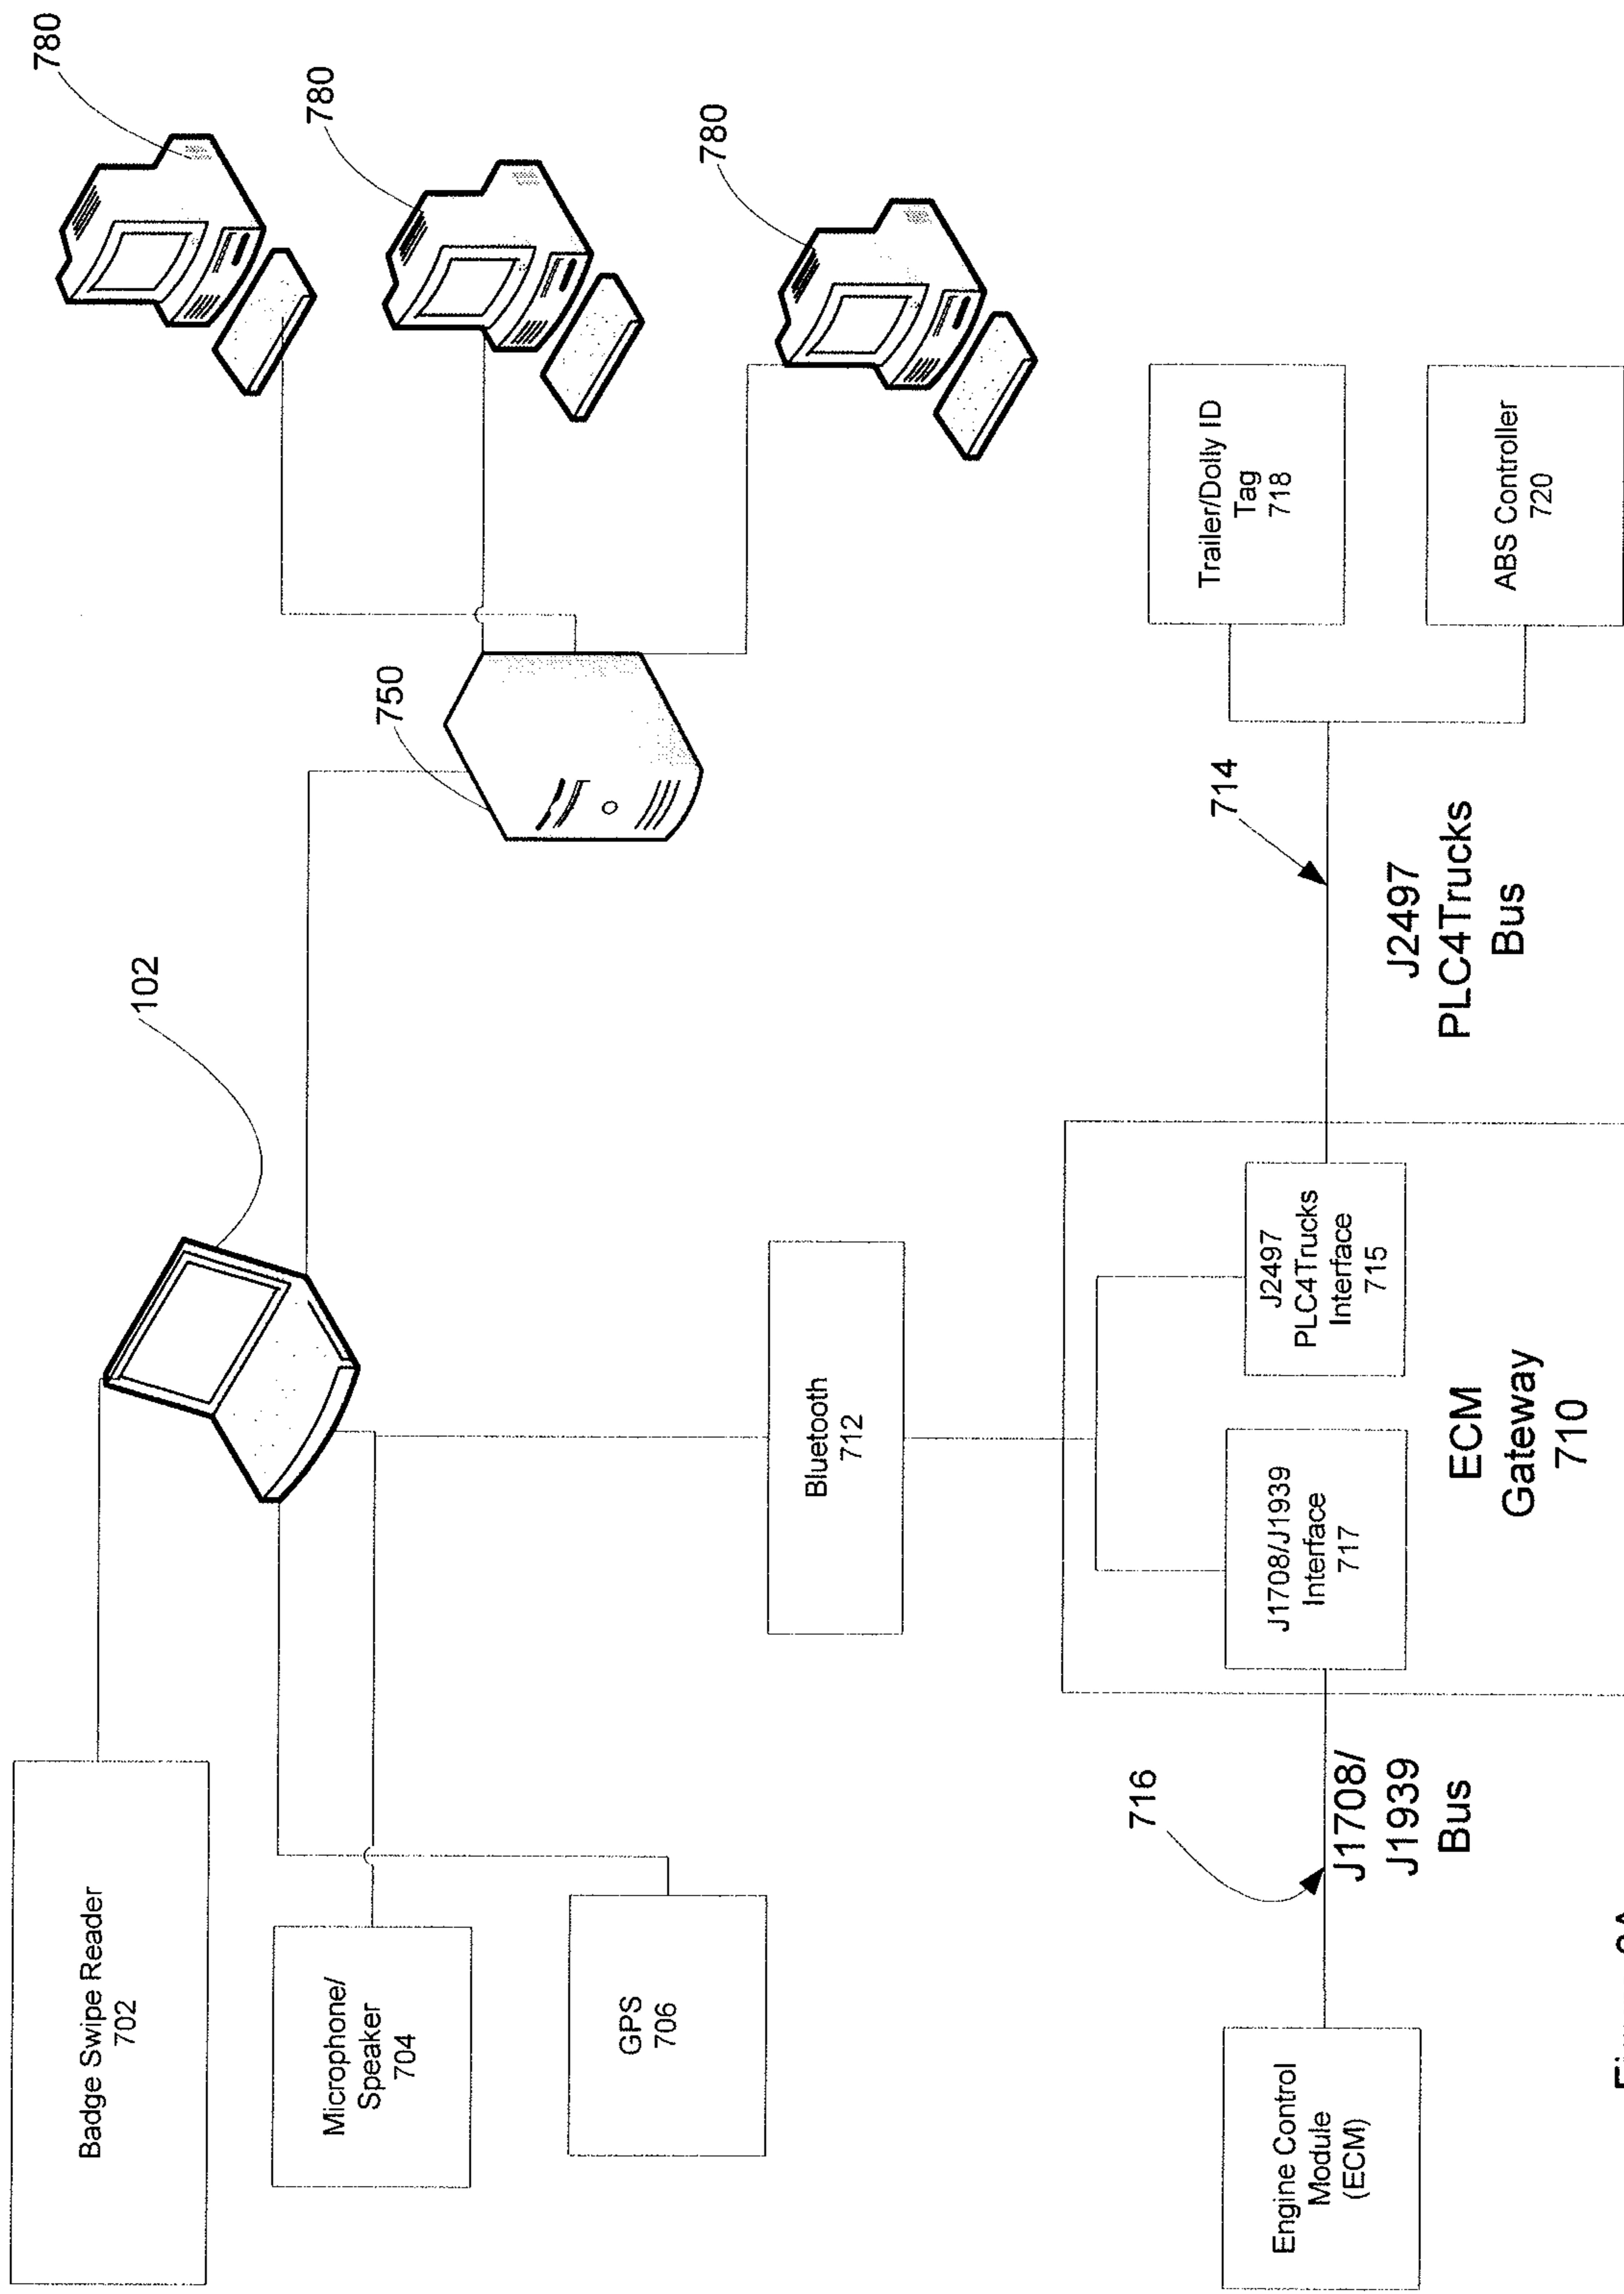 Badge Swipe Reader
702
Microphone/
Speaker
704
GPS
706
102
750
780
780
780
Bluetooth
712
Engine Control
Module
(ECM)
716
J1708/
J1939
Bus
J1708/J1939
Interface
717
J2497
PLC4Trucks
Interface
715
ECM
Gateway
710
714
J2497
PLC4Trucks
Bus
Trailer/Dolly ID
Tag
718
ABS Controller
720